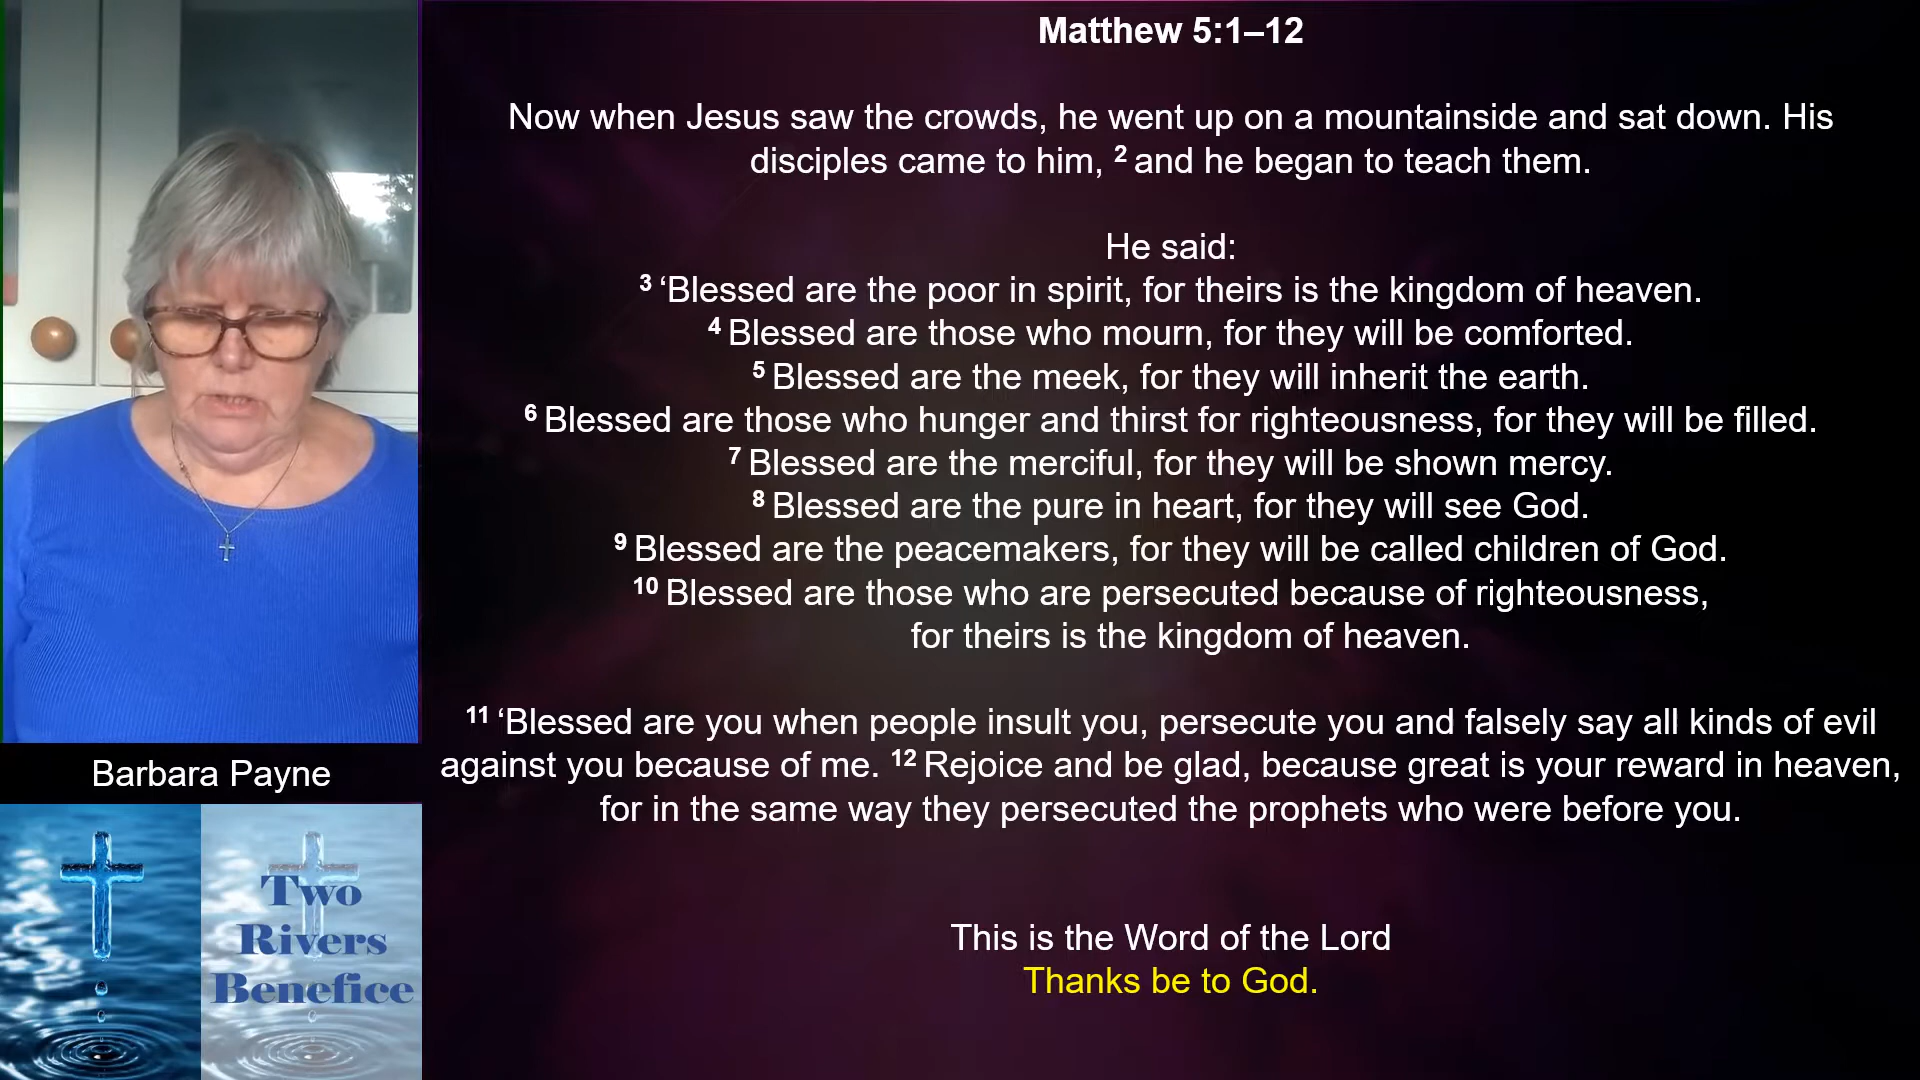 Matthew 5:1–12
Now when Jesus saw the crowds, he went up on a mountainside and sat down. His
disciples came to him, 2 and he began to teach them.
He said:
3 ‘Blessed are the poor in spirit, for theirs is the kingdom of heaven.
4 Blessed are those who mourn, for they will be comforted.
5 Blessed are the meek, for they will inherit the earth.
6 Blessed are those who hunger and thirst for righteousness, for they will be filled.
7 Blessed are the merciful, for they will be shown mercy.
8 Blessed are the pure in heart, for they will see God.
9 Blessed are the peacemakers, for they will be called children of God.
10 Blessed are those who are persecuted because of righteousness,
for theirs is the kingdom of heaven.
11 ‘Blessed are you when people insult you, persecute you and falsely say all kinds of evil
against you because of me. 12 Rejoice and be glad, because great is your reward in heaven,
for in the same way they persecuted the prophets who were before you.
This is the Word of the Lord
Thanks be to God.
Barbara Payne
Two
Rivers
Benefice